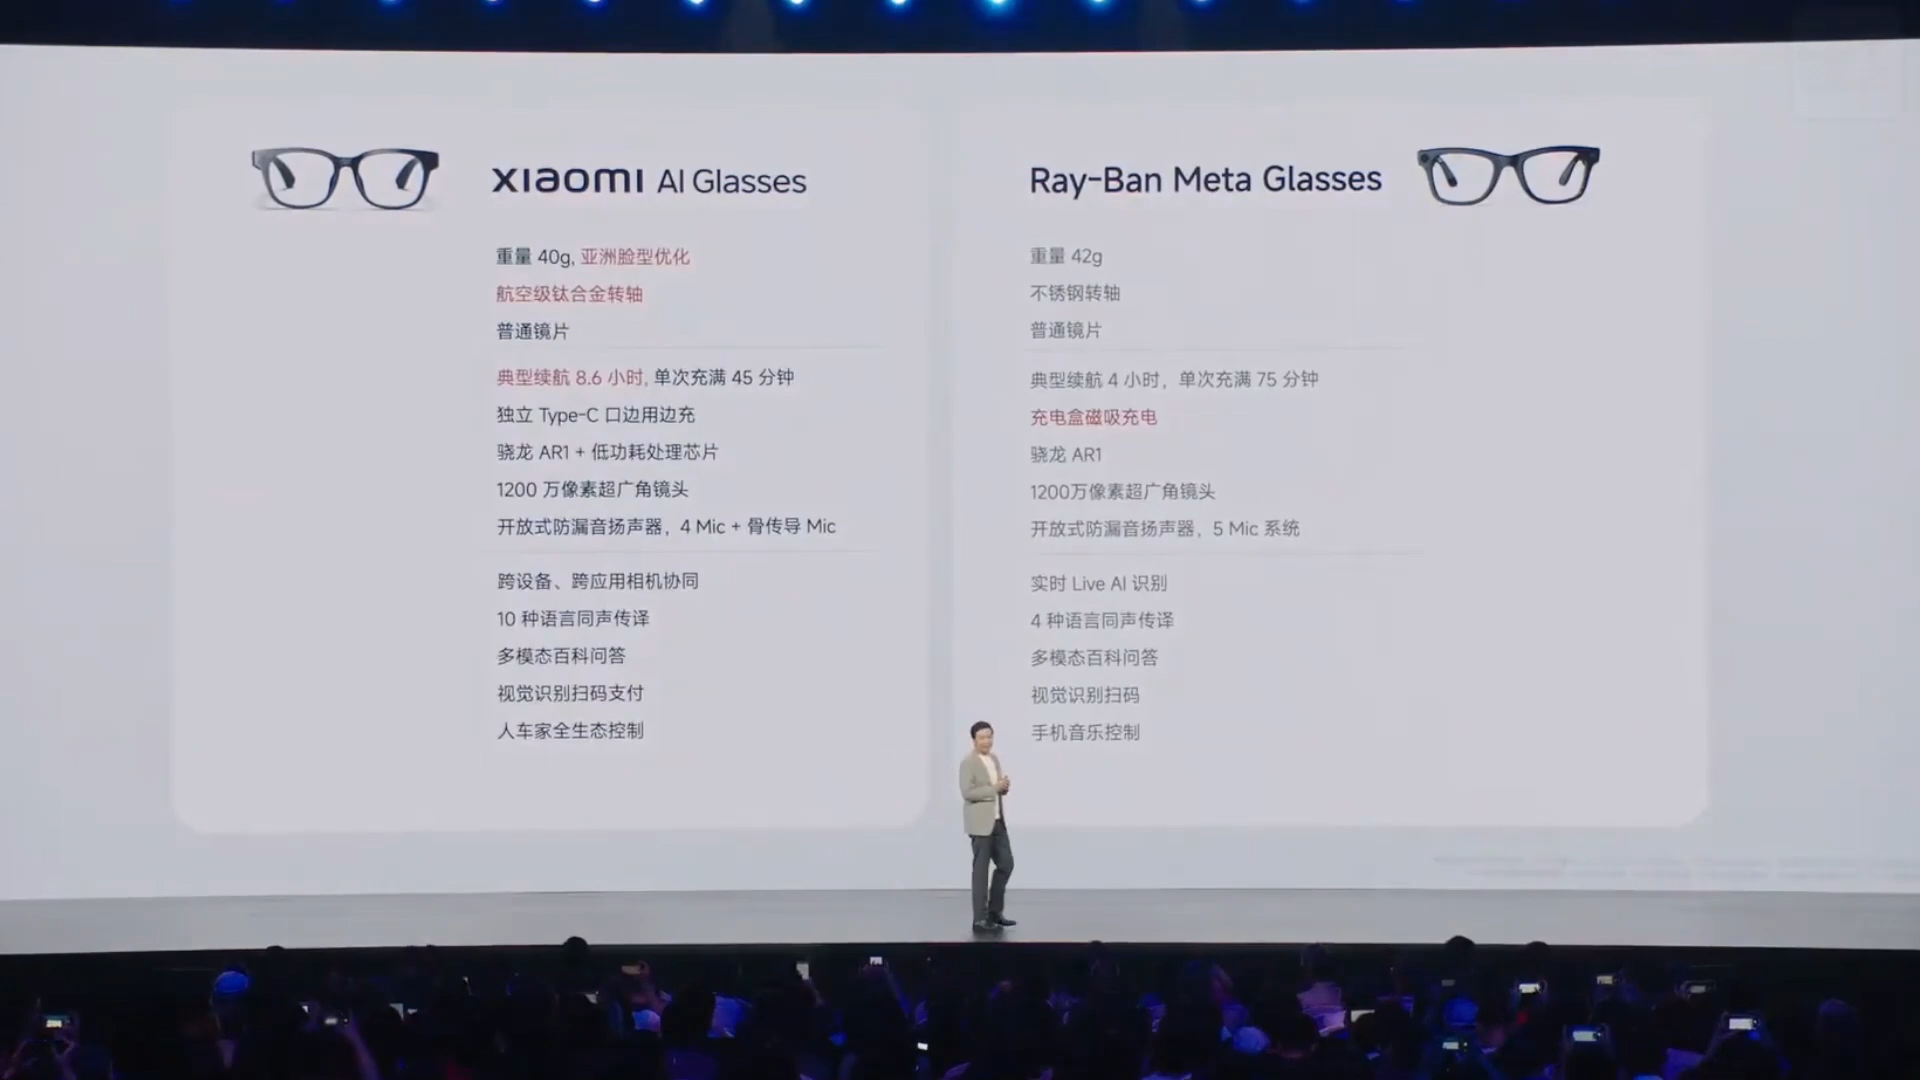 xiaomi AI Glasses
重量 40g, 亚洲脸型优化
航空级钛合金转轴
普通镜片
典型续航 8.6 小时, 单次充满 45 分钟
独立 Type-C 口边用边充
骁龙 AR1 + 低功耗处理芯片
1200 万像素超广角镜头
开放式防漏音扬声器，4 Mic + 骨传导 Mic
跨设备、跨应用相机协同
10 种语言同声传译
多模态百科问答
视觉识别扫码支付
人车家全生态控制
Ray-Ban Meta Glasses
重量 42g
不锈钢转轴
普通镜片
典型续航 4 小时，单次充满 75 分钟
充电盒磁吸充电
骁龙 AR1
1200万像素超广角镜头
开放式防漏音扬声器，5 Mic 系统
实时 Live AI 识别
4 种语言同声传译
多模态百科问答
视觉识别扫码
手机音乐控制